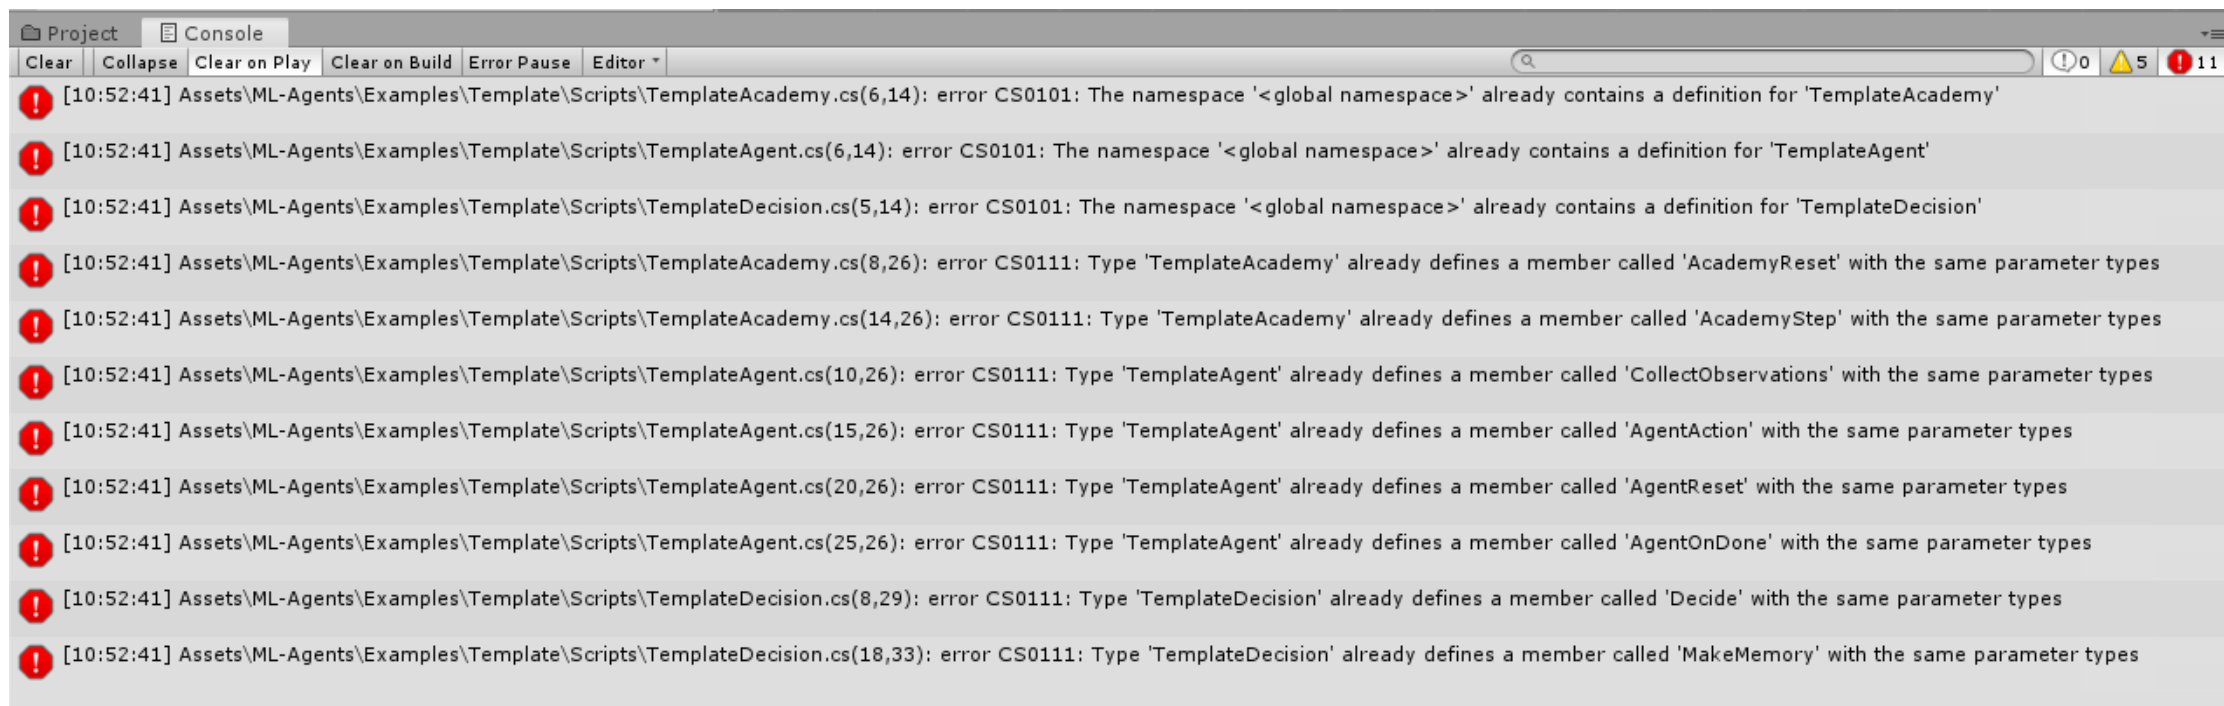 Project Console
Clear Collapse Clear on Play Clear on Build Error Pause Editor 0 5 11
[10:52:41] Assets\ML-Agents\Examples\Template\Scripts\TemplateAcademy.cs(6,14): error CS0101: The namespace '<global namespace>' already contains a definition for 'TemplateAcademy'
[10:52:41] Assets\ML-Agents\Examples\Template\Scripts\TemplateAgent.cs(6,14): error CS0101: The namespace '<global namespace>' already contains a definition for 'TemplateAgent'
[10:52:41] Assets\ML-Agents\Examples\Template\Scripts\TemplateDecision.cs(5,14): error CS0101: The namespace '<global namespace>' already contains a definition for 'TemplateDecision'
[10:52:41] Assets\ML-Agents\Examples\Template\Scripts\TemplateAcademy.cs(8,26): error CS0111: Type 'TemplateAcademy' already defines a member called 'AcademyReset' with the same parameter types
[10:52:41] Assets\ML-Agents\Examples\Template\Scripts\TemplateAcademy.cs(14,26): error CS0111: Type 'TemplateAcademy' already defines a member called 'AcademyStep' with the same parameter types
[10:52:41] Assets\ML-Agents\Examples\Template\Scripts\TemplateAgent.cs(10,26): error CS0111: Type 'TemplateAgent' already defines a member called 'CollectObservations' with the same parameter types
[10:52:41] Assets\ML-Agents\Examples\Template\Scripts\TemplateAgent.cs(15,26): error CS0111: Type 'TemplateAgent' already defines a member called 'AgentAction' with the same parameter types
[10:52:41] Assets\ML-Agents\Examples\Template\Scripts\TemplateAgent.cs(20,26): error CS0111: Type 'TemplateAgent' already defines a member called 'AgentReset' with the same parameter types
[10:52:41] Assets\ML-Agents\Examples\Template\Scripts\TemplateAgent.cs(25,26): error CS0111: Type 'TemplateAgent' already defines a member called 'AgentOnDone' with the same parameter types
[10:52:41] Assets\ML-Agents\Examples\Template\Scripts\TemplateDecision.cs(8,29): error CS0111: Type 'TemplateDecision' already defines a member called 'Decide' with the same parameter types
[10:52:41] Assets\ML-Agents\Examples\Template\Scripts\TemplateDecision.cs(18,33): error CS0111: Type 'TemplateDecision' already defines a member called 'MakeMemory' with the same parameter types